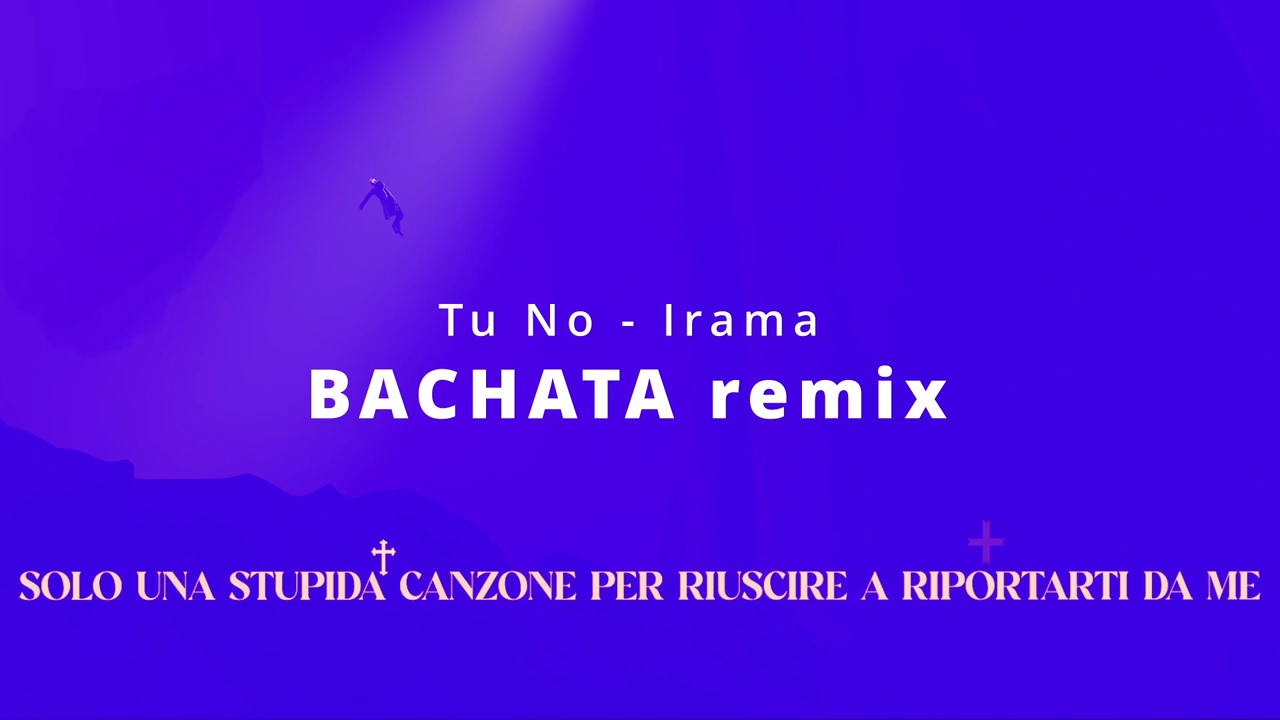 Tu No - Irama
BACHATA remix
SOLO UNA STUPIDA CANZONE PER RIUSCIRE A RIPORTARTI DA ME